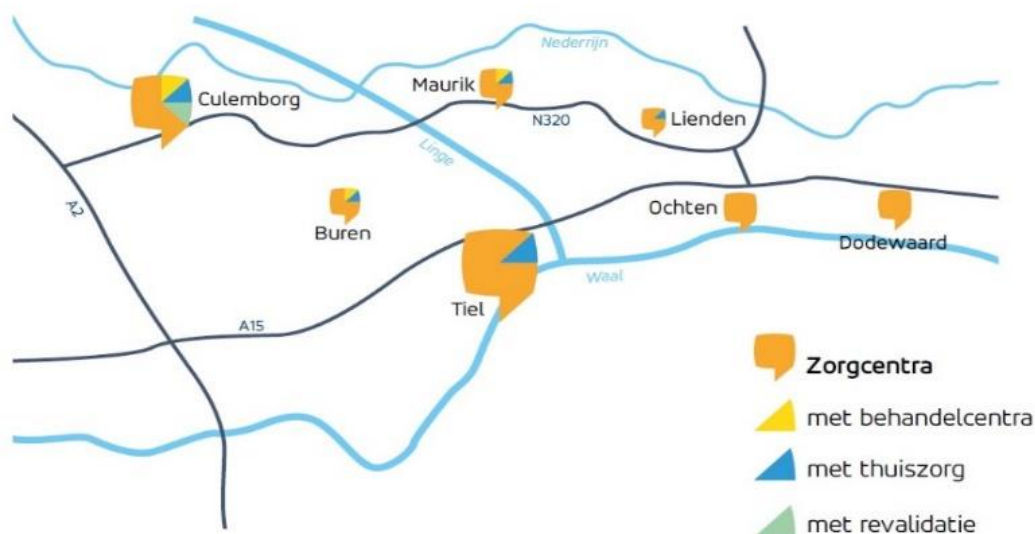 Nederrijn
Maurik
Culemborg
Lienden
N320
Linge
A2
Ochten
Buren
Dodewaard
Waal
Tiel
A15
Zorgcentra
met behandelcentra
met thuiszorg
met revalidatie